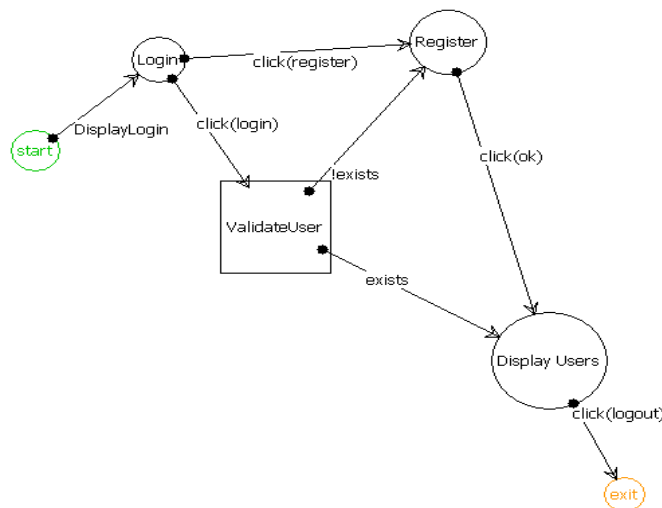 Register
Login
click(register)
DisplayLogin
click(login)
start
click(ok)
!exists
ValidateUser
exists
Display Users
click(logout)
exit